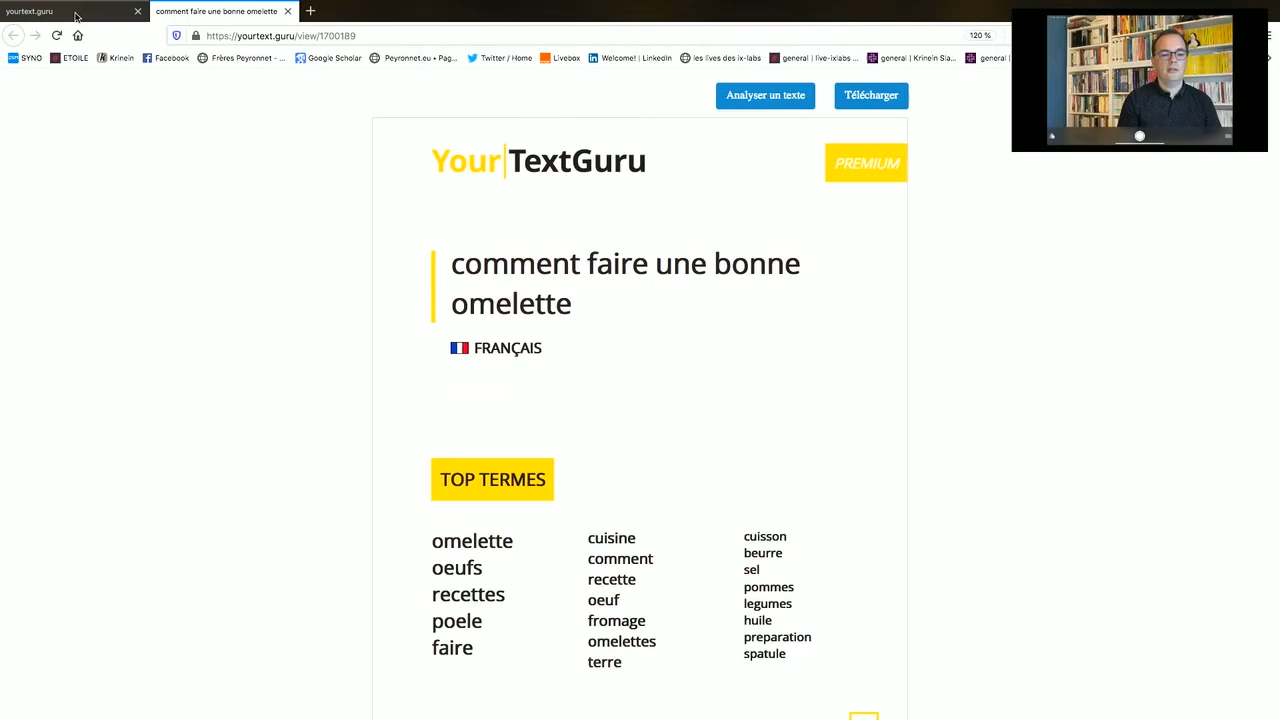 yourtext.guru
comment faire une bonne omelette
https://yourtext.guru/view/1700189
120 %
SYNO
ETOILE
Krinein
Facebook
Frères Peyronnet - ...
Google Scholar
Peyronnet.eu • Pag...
Twitter / Home
Livebox
Welcome! | LinkedIn
les lives des ix-labs
general | live-ixlabs ...
general | Krinein Sla...
general |
Analyser un texte
Télécharger
Your TextGuru
PREMIUM
comment faire une bonne
omelette
FRANÇAIS
TOP TERMES
omelette
oeufs
recettes
poele
faire
cuisine
comment
recette
oeuf
fromage
omelettes
terre
cuisson
beurre
sel
pommes
legumes
huile
preparation
spatule